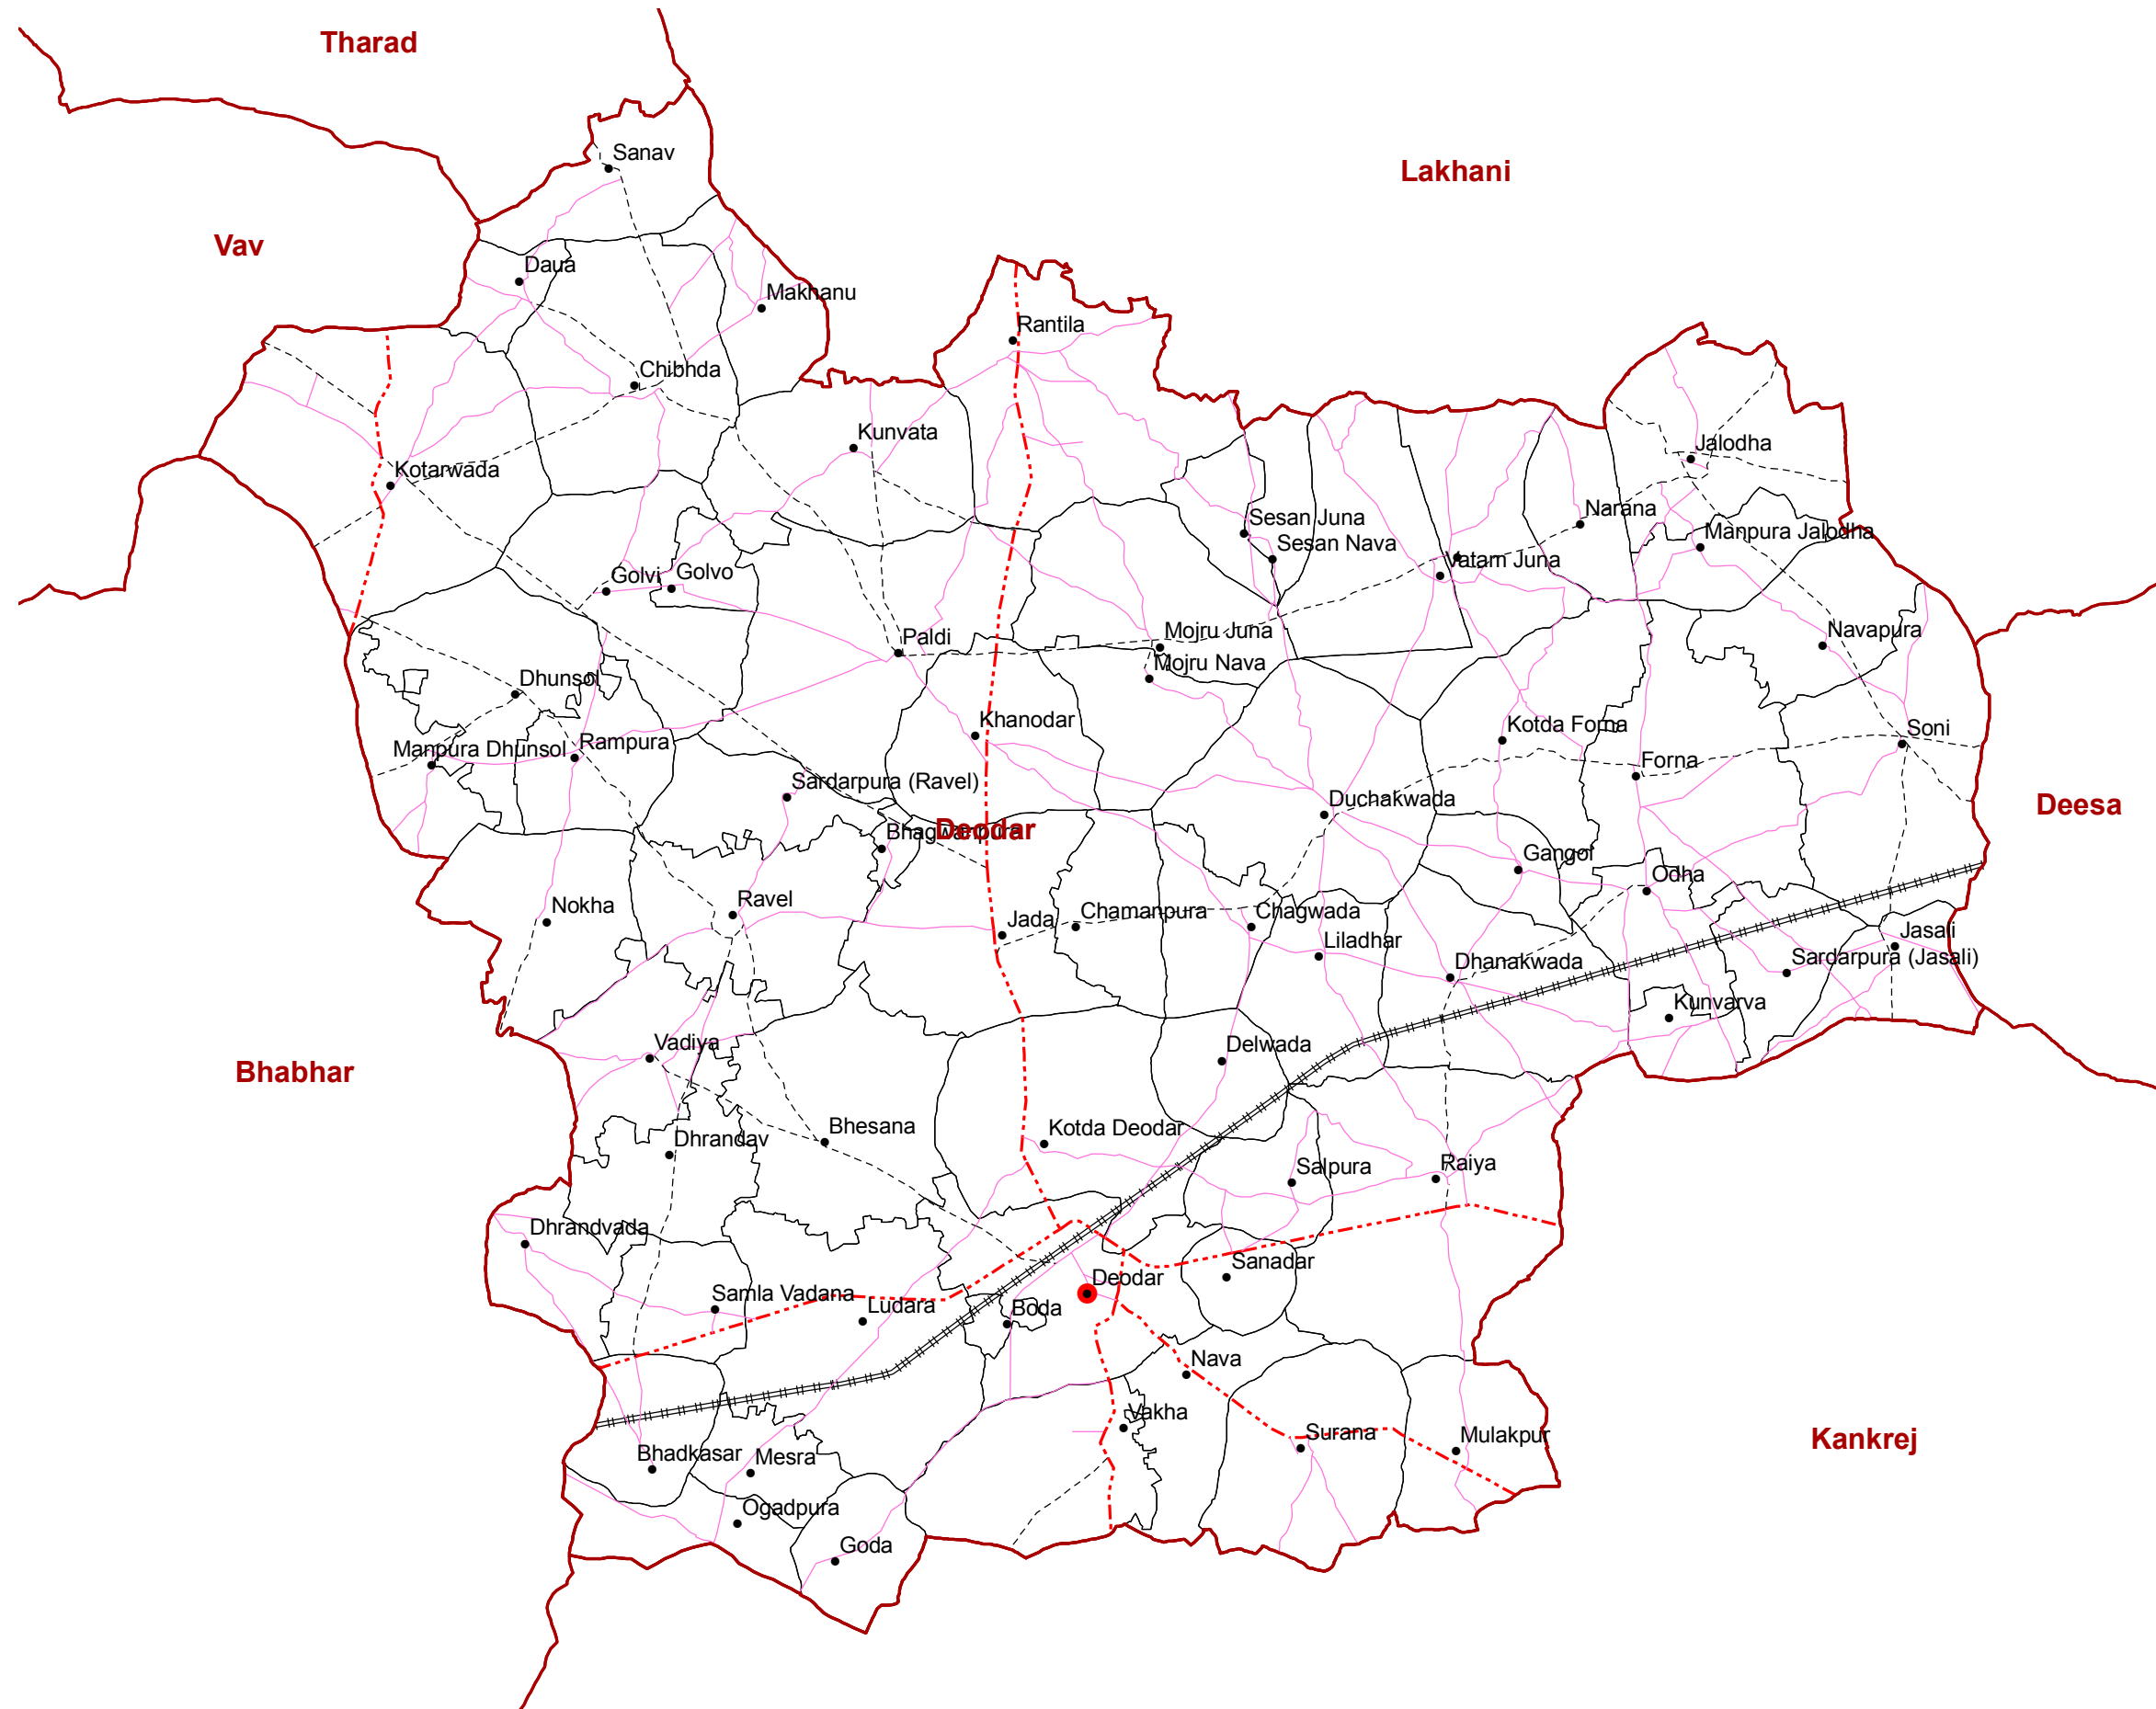 Tharad
Sanav
Lakhani
Vav
Daua
Makhanu
Rantila
Chibhda
Kunvata
Jalodha
Kotarwada
Narana
Sesan Juna
Manpura Jalodha
Sesan Nava
Vatam Juna
Golvi
Golvo
Mojru Juna
Navapura
Paldi
Mojru Nava
Dhunsol
Khanodar
Kotda Forna
Soni
Manpura Dhunsol
Rampura
Forna
Sardarpura (Ravel)
Duchakwada
Deesa
Bhagwanpura
Deodar
Gangol
Odha
Ravel
Nokha
Jada
Chamanpura
Chagwada
Jasali
Liladhar
Dhanakwada
Sardarpura (Jasali)
Kunvarva
Vadiya
Delwada
Bhabhar
Bhesana
Kotda Deodar
Dhrandav
Salpura
Raiya
Dhrandvada
Sanadar
Deodar
Samla Vadana
Ludara
Boda
Nava
Vakha
Surana
Mulakpur
Kankrej
Bhadkasar
Mesra
Ogadpura
Goda